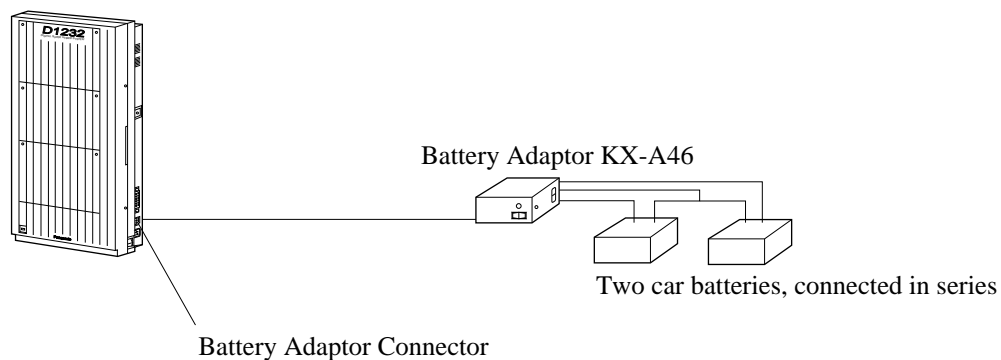 D1232
Battery Adaptor KX-A46
Two car batteries, connected in series
Battery Adaptor Connector